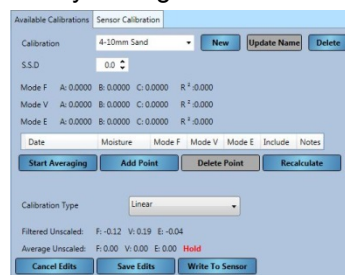 Available Calibrations Sensor Calibration
Calibration 4-10mm Sand New Update Name Delete
S.S.D 0.0
Mode F A: 0.0000 B: 0.0000 C: 0.0000 R ² :0.000
Mode V A: 0.0000 B: 0.0000 C: 0.0000 R ² :0.000
Mode E A: 0.0000 B: 0.0000 C: 0.0000 R ² :0.000
Date Moisture Mode F Mode V Mode E Include Notes
Start Averaging Add Point Delete Point Recalculate
Calibration Type Linear
Filtered Unscaled: F: -0.12 V: 0.19 E: -0.04
Average Unscaled: F: 0.00 V: 0.00 E: 0.00 Hold
Cancel Edits Save Edits Write To Sensor